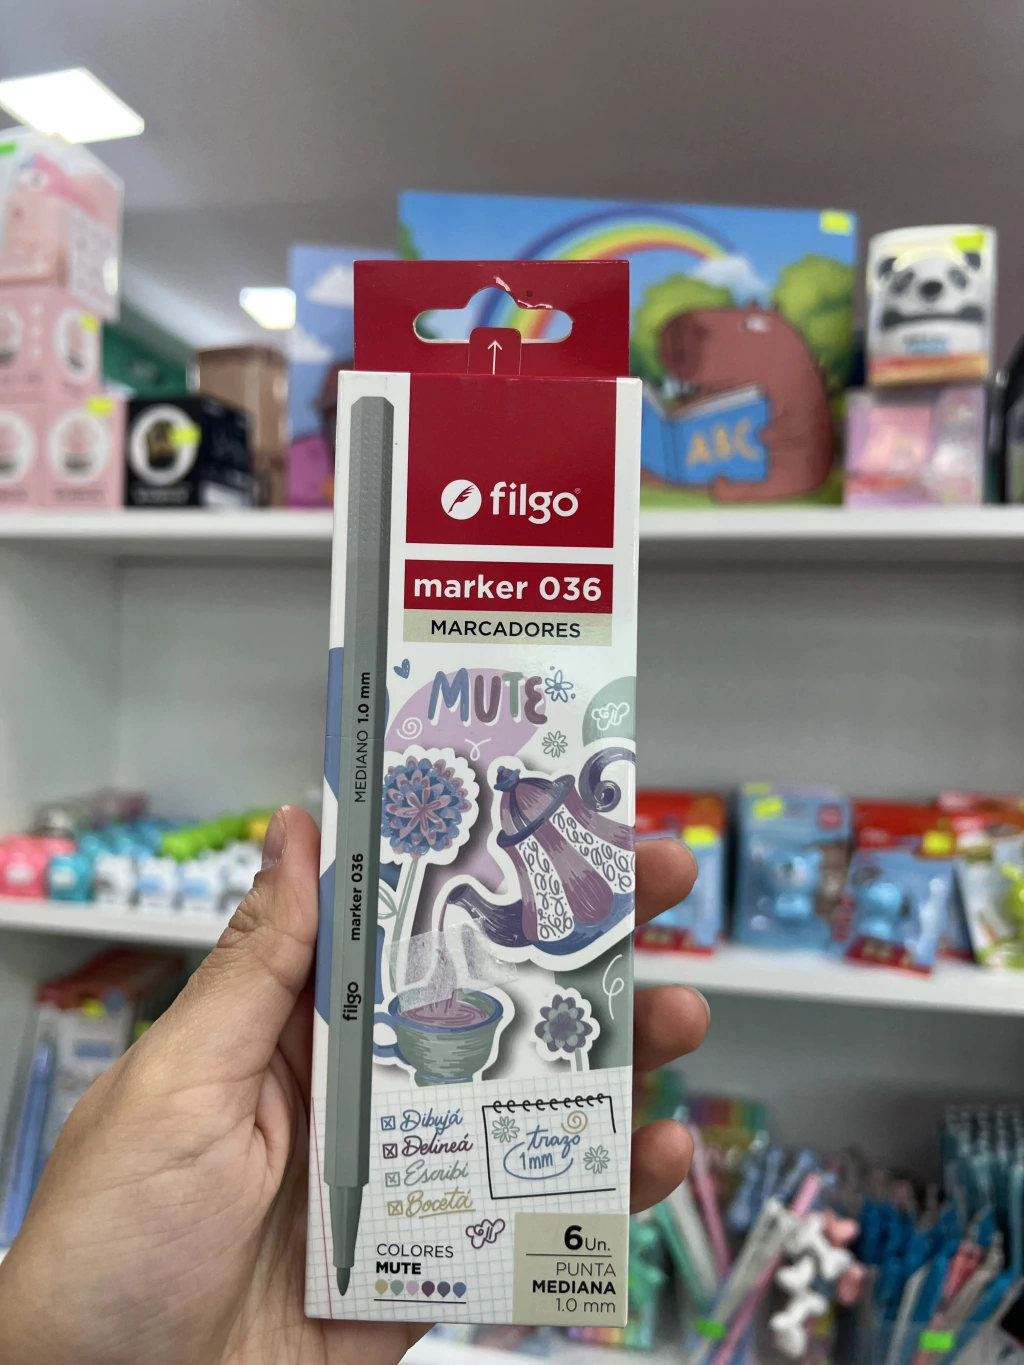 filgo
marker 036
MARCADORES
MUTE
MEDIANO 1.0 mm
marker 036
filgo
Dibujá
Delineá
Escribí
Bocetá
trazo
1mm
COLORES
MUTE
6 Un.
PUNTA
MEDIANA
1.0 mm
ABC